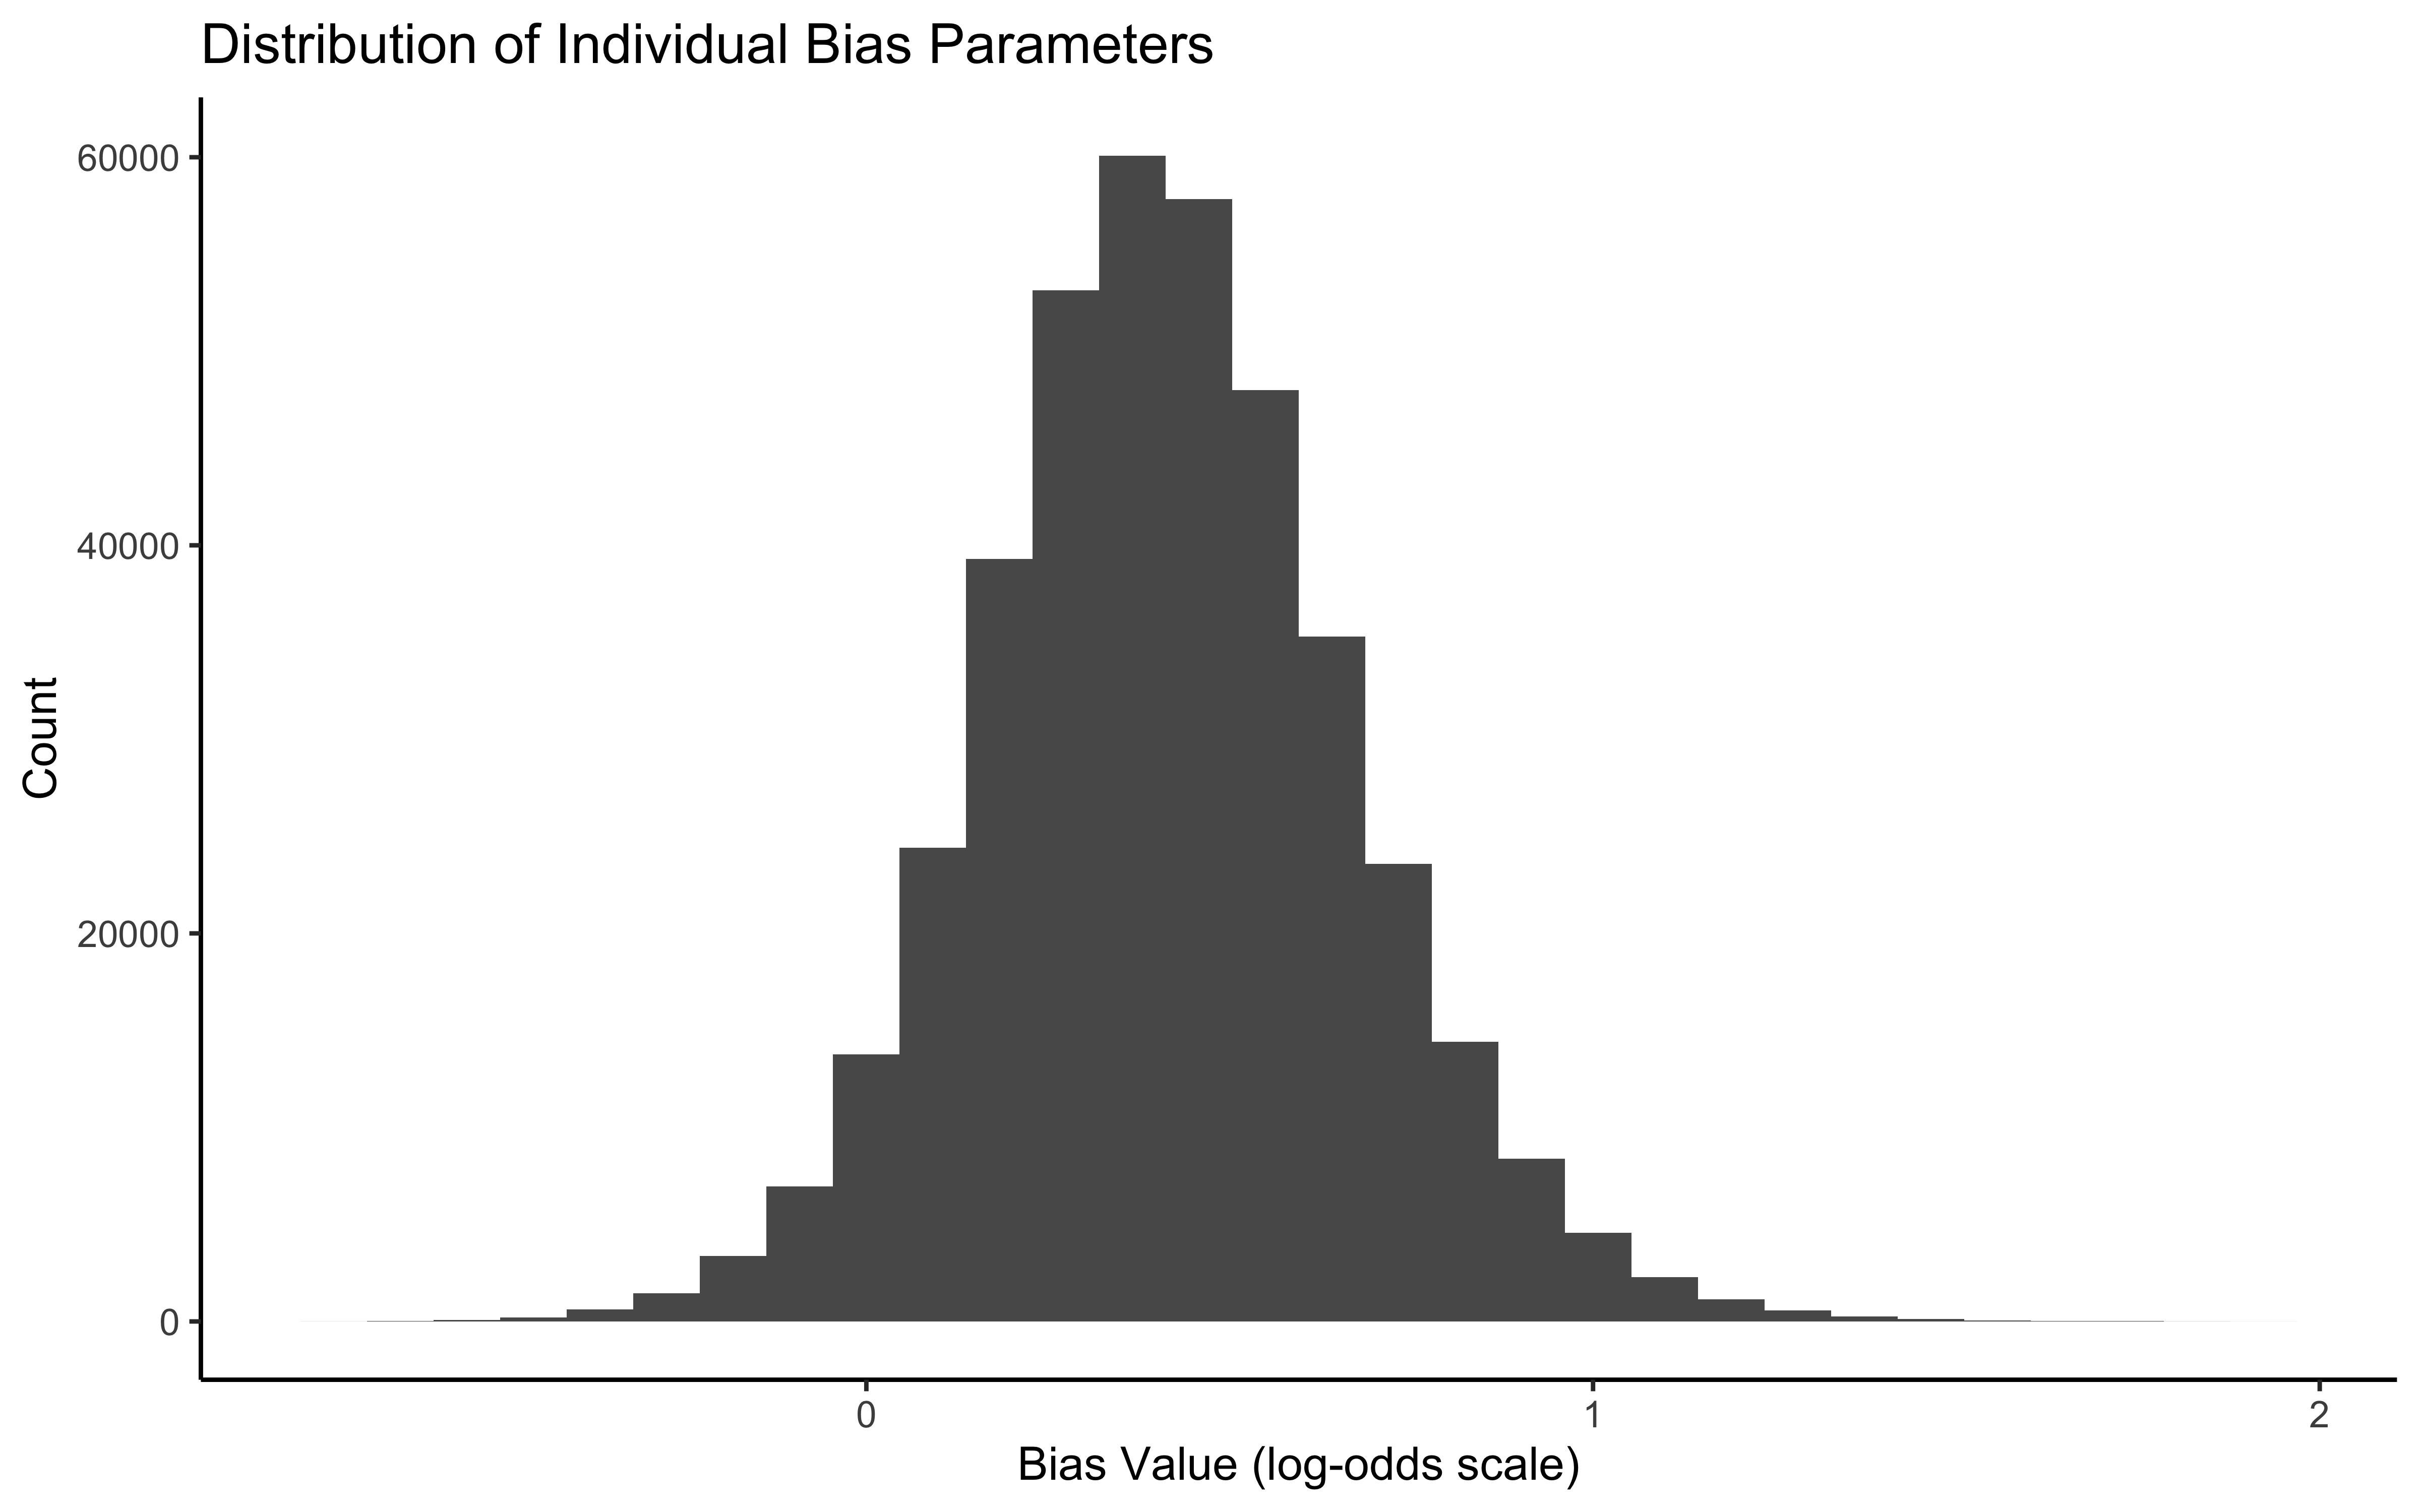 Distribution of Individual Bias Parameters
60000
40000
20000
0
Count
0 1 2
Bias Value (log-odds scale)